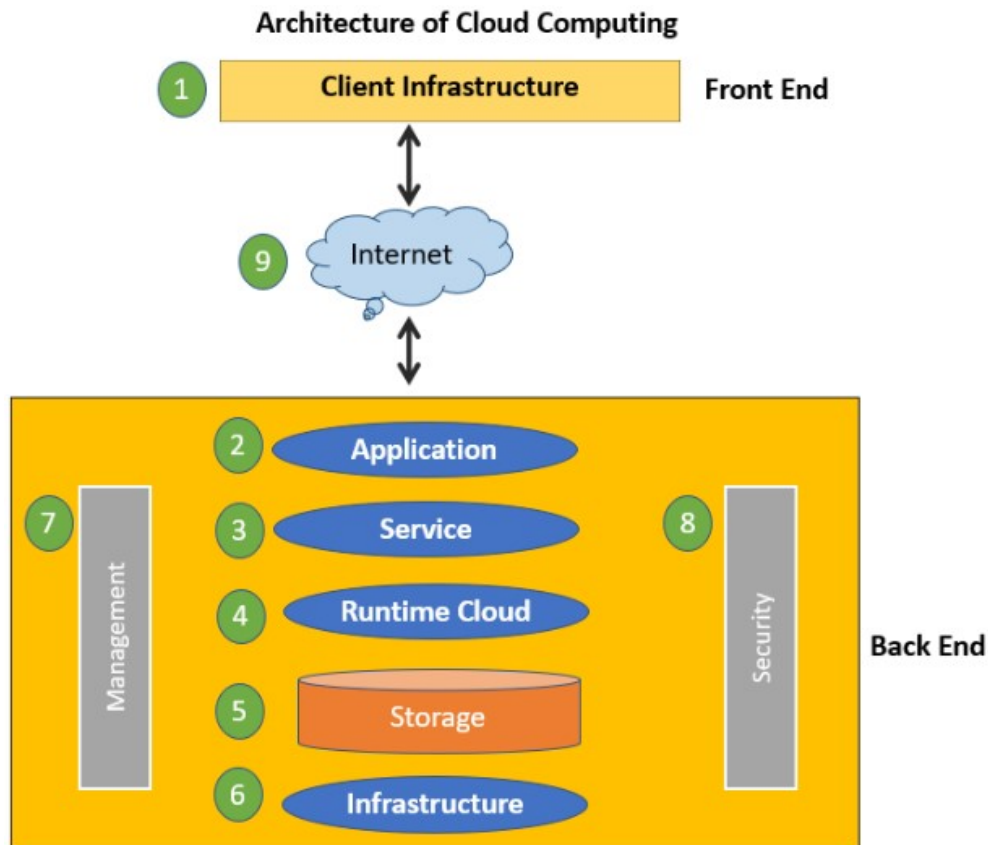 Architecture of Cloud Computing
1
Client Infrastructure
Front End
9
Internet
2
Application
7
3
Service
8
4
Runtime Cloud
Management
Security
Back End
5
Storage
6
Infrastructure